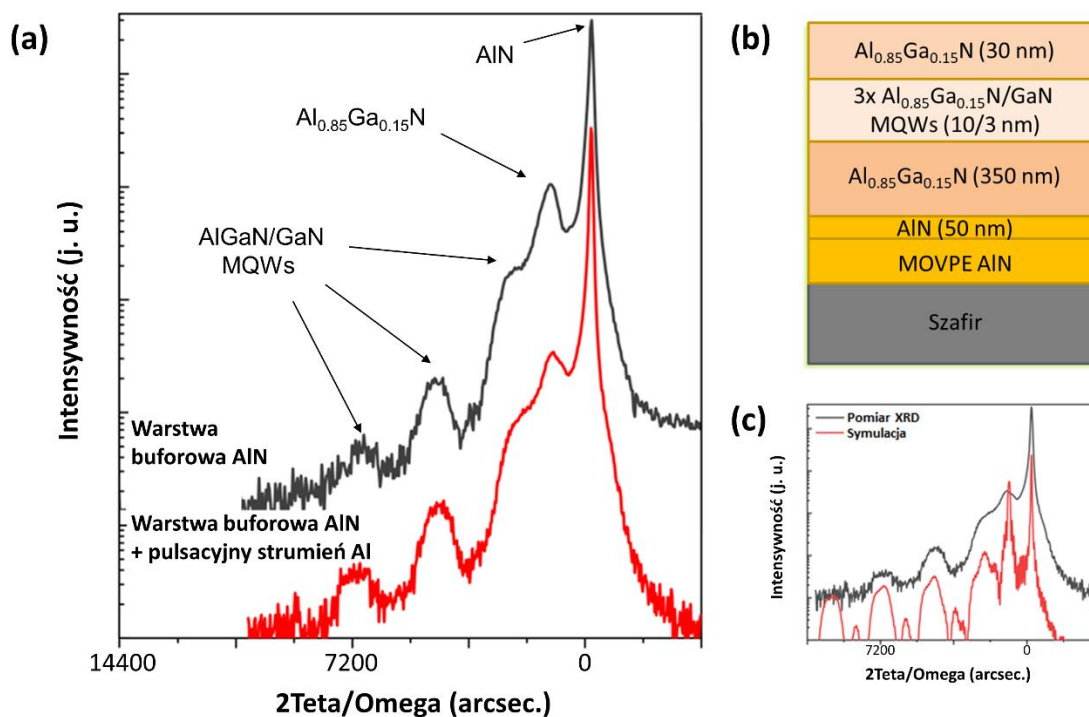 (a)
AlN
Al₀.₈₅Ga₀.₁₅N
AlGaN/GaN
MQWs
Warstwa
buforowa AlN
Warstwa buforowa AlN
+ pulsacyjny strumień Al
Intensywność (j. u.)
14400
7200
0
2Teta/Omega (arcsec.)
(b)
Al₀.₈₅Ga₀.₁₅N (30 nm)
3x Al₀.₈₅Ga₀.₁₅N/GaN
MQWs (10/3 nm)
Al₀.₈₅Ga₀.₁₅N (350 nm)
AlN (50 nm)
MOVPE AlN
Szafir
(c)
Pomiar XRD
Symulacja
Intensywność (j. u.)
7200
0
2Teta/Omega (arcsec.)